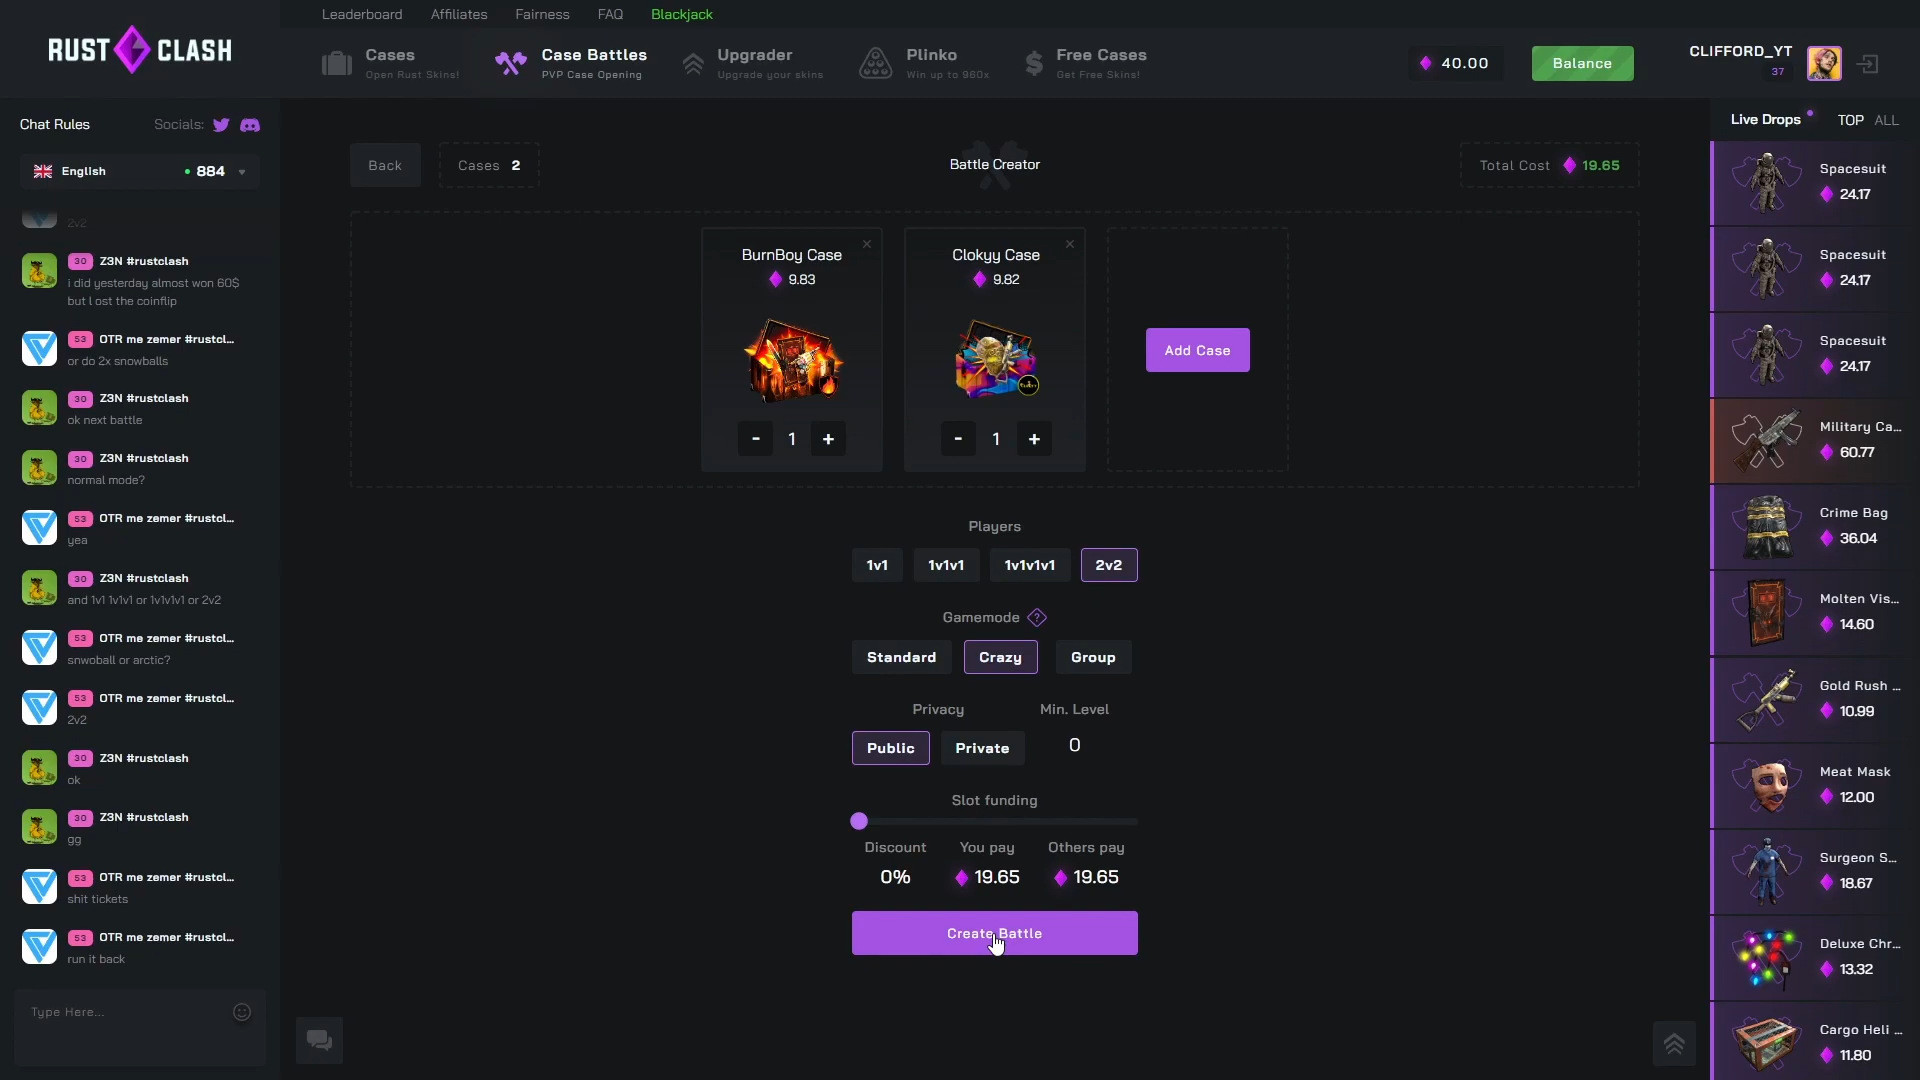 Leaderboard
Affiliates
Fairness
FAQ
Blackjack
RUST CLASH
Cases
Open Rust Skins!
Case Battles
PVP Case Opening
Upgrader
Upgrade your skins
Plinko
Win up to 980x
Free Cases
Get Free Skins!
40.00
Balance
CLIFFORD_YT
37
Chat Rules
Socials:
English
884
2v2
30 Z3N #rustclash
i did yesterday almost won 60$
but l ost the coinflip
53 OTR me zemer #rustcl...
or do 2x snowballs
30 Z3N #rustclash
ok next battle
30 Z3N #rustclash
normal mode?
53 OTR me zemer #rustcl...
yea
30 Z3N #rustclash
and 1v1 1v1v1 or 1v1v1v1 or 2v2
53 OTR me zemer #rustcl...
snwoball or arctic?
53 OTR me zemer #rustcl...
2v2
30 Z3N #rustclash
ok
30 Z3N #rustclash
gg
53 OTR me zemer #rustcl...
shit tickets
53 OTR me zemer #rustcl...
run it back
Type Here...
Back
Cases 2
Battle Creator
Total Cost 19.65
BurnBoy Case
9.83
- 1 +
Clokyy Case
9.82
- 1 +
Add Case
Players
1v1
1v1v1
1v1v1v1
2v2
Gamemode ?
Standard
Crazy
Group
Privacy
Min. Level
Public
Private
0
Slot funding
Discount
You pay
Others pay
0%
19.65
19.65
Create Battle
Live Drops
TOP
ALL
Spacesuit
24.17
Spacesuit
24.17
Spacesuit
24.17
Military Ca...
60.77
Crime Bag
36.04
Molten Vis...
14.60
Gold Rush ...
10.99
Meat Mask
12.00
Surgeon S...
18.67
Deluxe Chr...
13.32
Cargo Heli ...
11.80